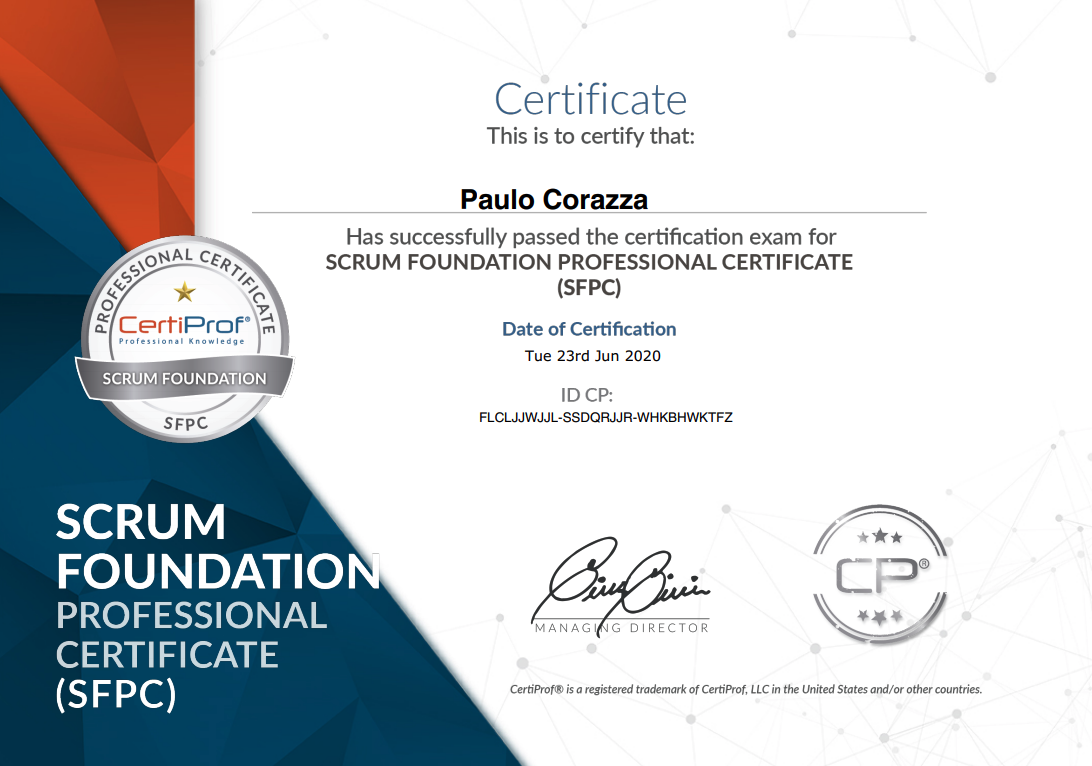 Certificate
This is to certify that:
Paulo Corazza
Has successfully passed the certification exam for
SCRUM FOUNDATION PROFESSIONAL CERTIFICATE
(SFPC)
Date of Certification
Tue 23rd Jun 2020
ID CP:
FLCLJJWJJL-SSDQRJJR-WHKBHWKTFZ
PROFESSIONAL CERTIFICATE
CertiProf®
Professional Knowledge
SCRUM FOUNDATION
SFPC
SCRUM
FOUNDATION
PROFESSIONAL
CERTIFICATE
(SFPC)
MANAGING DIRECTOR
CP®
CertiProf® is a registered trademark of CertiProf, LLC in the United States and/or other countries.